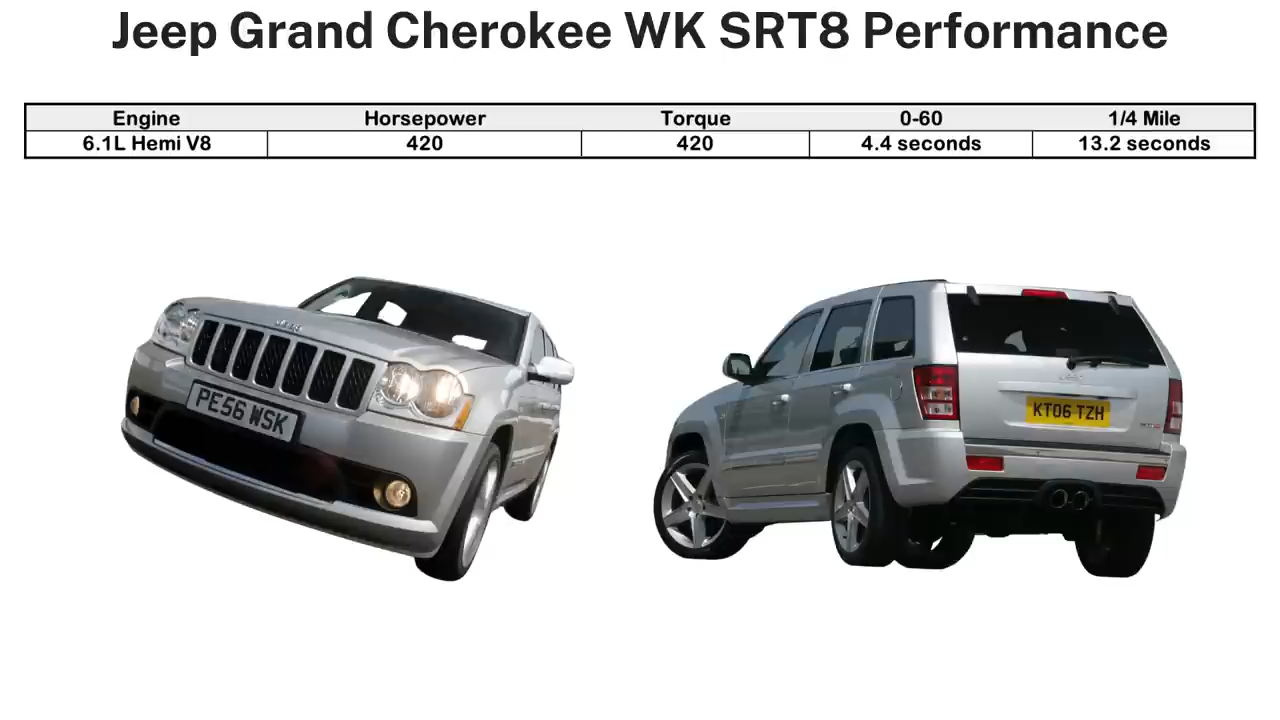 Jeep Grand Cherokee WK SRT8 Performance
Engine Horsepower Torque 0-60 1/4 Mile
6.1L Hemi V8 420 420 4.4 seconds 13.2 seconds
Jeep
PE56 WSK
KT06 TZH